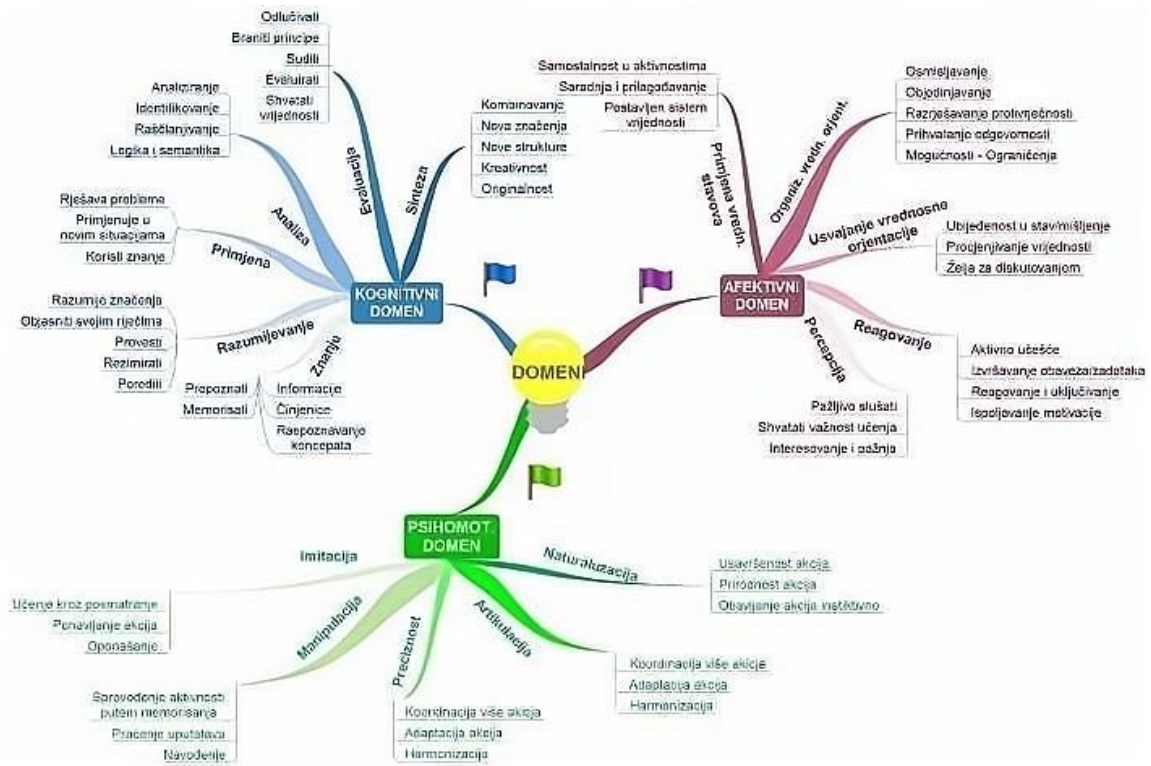 DOMENI
KOGNITIVNI
DOMEN
Evaluacija
Odlučivati
Braniti principe
Suditi
Evaluirati
Shvatati
vrijednosti
Sinteza
Kombinovanje
Nova značenja
Nove strukture
Kreativnost
Originalnost
Analiza
Analiziranje
Identifikovanje
Raščlanjivanje
Logika i semantika
Primjena
Rješava probleme
Primjenjuje u
novim situacijama
Koristi znanje
Razumijevanje
Razumije značenja
Objasniti svojim riječima
Provesti
Rezimirati
Porediti
Znanje
Prepoznati
Memorisati
Informacije
Činjenice
Raspoznavanje
koncepata
AFEKTIVNI
DOMEN
Primjena vredn.
stavova
Samostalnost u aktivnostima
Saradnja i prilagođavanje
Postavljen sistem
vrijednosti
Organiz. vredn. orjent.
Osmišljavanje
Objedinjavanje
Razrješavanje protivrječnosti
Prihvatanje odgovornosti
Mogućnosti - Ograničenja
Usvajanje vrednosne
orjentacije
Ubijeđenost u stav/mišljenje
Procjenjivanje vrijednosti
Želja za diskutovanjem
Reagovanje
Aktivno učešće
Izvršavanje obaveza/zadataka
Reagovanje i uključivanje
Ispoljavanje motivacije
Percepcija
Pažljivo slušati
Shvatati važnost učenja
Interesovanje i pažnja
PSIHOMOT.
DOMEN
Imitacija
Učenje kroz posmatranje
Ponavljanje akcija
Oponašanje
Manipulacija
Sprovođenje aktivnosti
putem memorisanja
Praćenje uputstava
Navođenje
Preciznost
Koordinacija više akcija
Adaptacija akcija
Harmonizacija
Artikulacija
Koordinacija više akcija
Adaptacija akcija
Harmonizacija
Naturaluzacija
Usavršenost akcija
Prirodnost akcija
Obavljanje akcija instiktivno